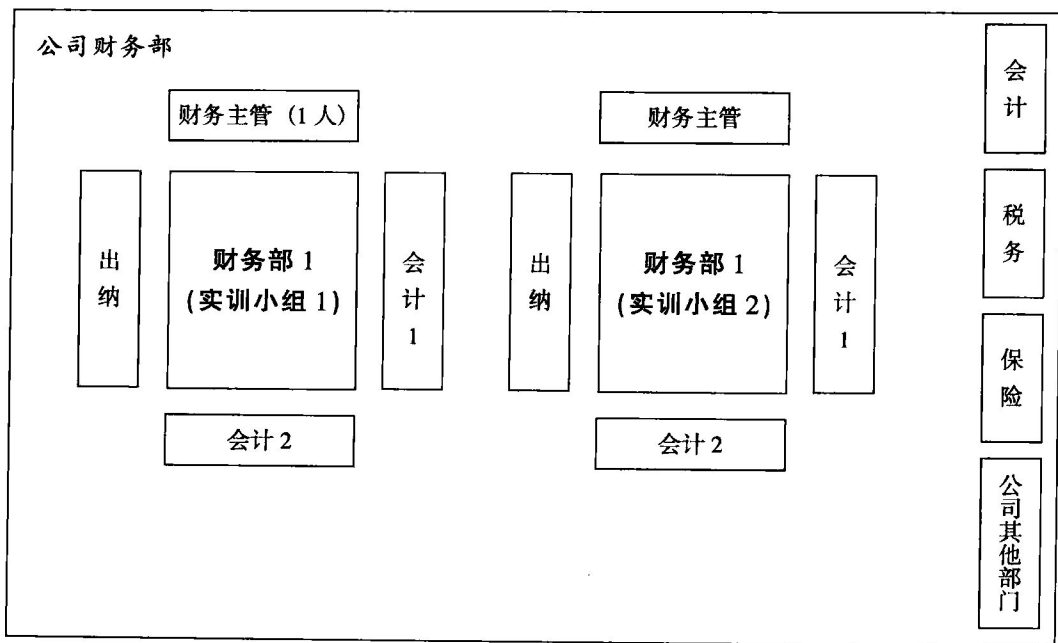 公司财务部
财务主管（1人）
财务主管
出纳
财务部1
(实训小组1)
会计1
出纳
财务部1
(实训小组2)
会计1
会计2
会计2
会计
税务
保险
公司其他部门